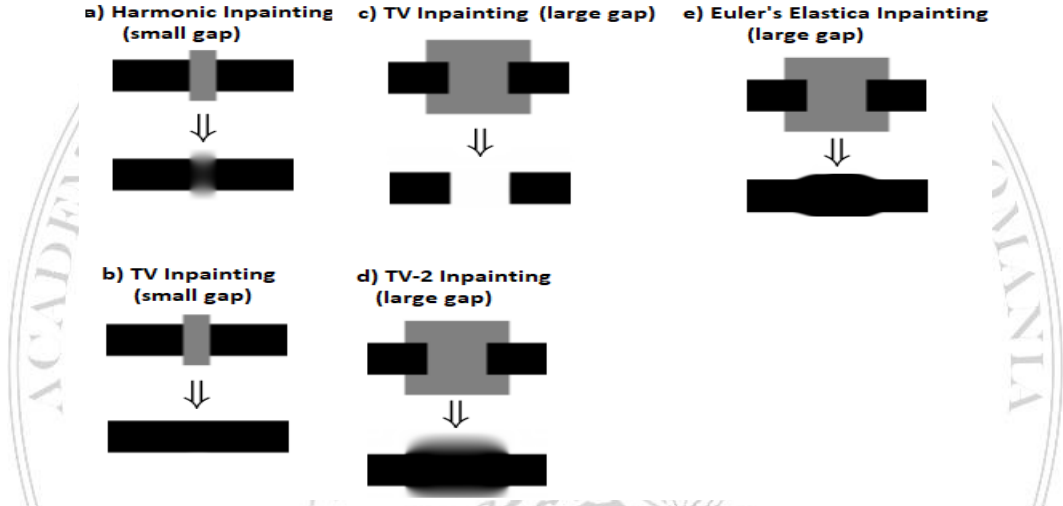 a) Harmonic Inpainting
(small gap)
c) TV Inpainting (large gap)
e) Euler's Elastica Inpainting
(large gap)
b) TV Inpainting
(small gap)
d) TV-2 Inpainting
(large gap)